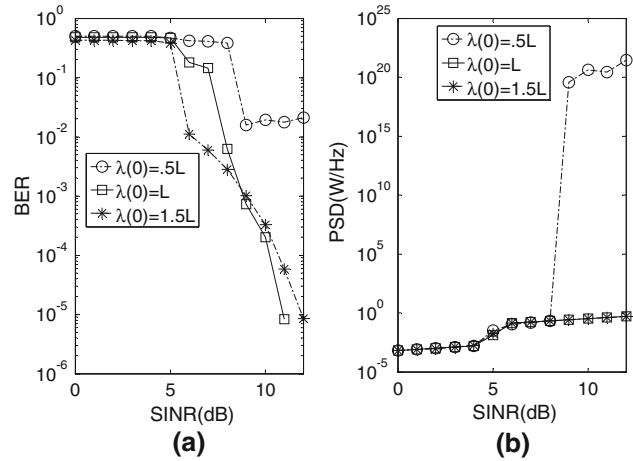 10^0
10^-1
10^-2
10^-3
10^-4
10^-5
10^-6
BER
λ(0)=.5L
λ(0)=L
λ(0)=1.5L
0
5
10
SINR(dB)
(a)
10^25
10^20
10^15
10^10
10^5
10^0
10^-5
PSD(W/Hz)
λ(0)=.5L
λ(0)=L
λ(0)=1.5L
0
5
10
SINR(dB)
(b)